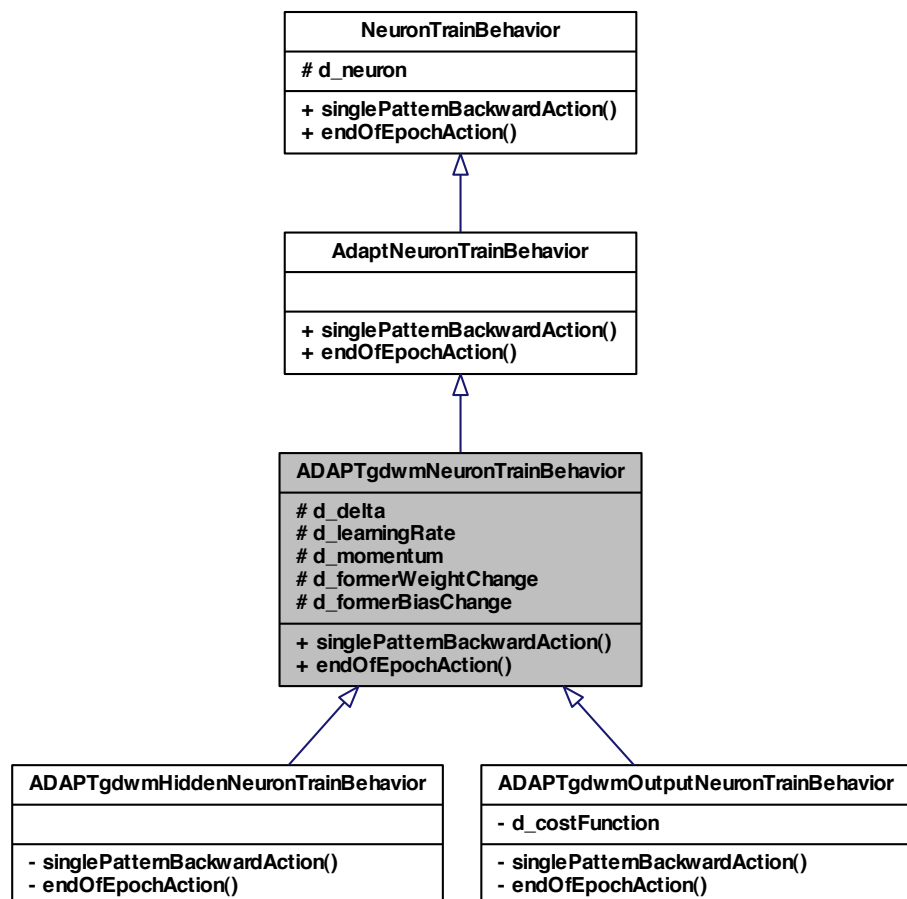 NeuronTrainBehavior
# d_neuron
+ singlePatternBackwardAction()
+ endOfEpochAction()
AdaptNeuronTrainBehavior
+ singlePatternBackwardAction()
+ endOfEpochAction()
ADAPTgdwmNeuronTrainBehavior
# d_delta
# d_learningRate
# d_momentum
# d_formerWeightChange
# d_formerBiasChange
+ singlePatternBackwardAction()
+ endOfEpochAction()
ADAPTgdwmHiddenNeuronTrainBehavior
- singlePatternBackwardAction()
- endOfEpochAction()
ADAPTgdwmOutputNeuronTrainBehavior
- d_costFunction
- singlePatternBackwardAction()
- endOfEpochAction()